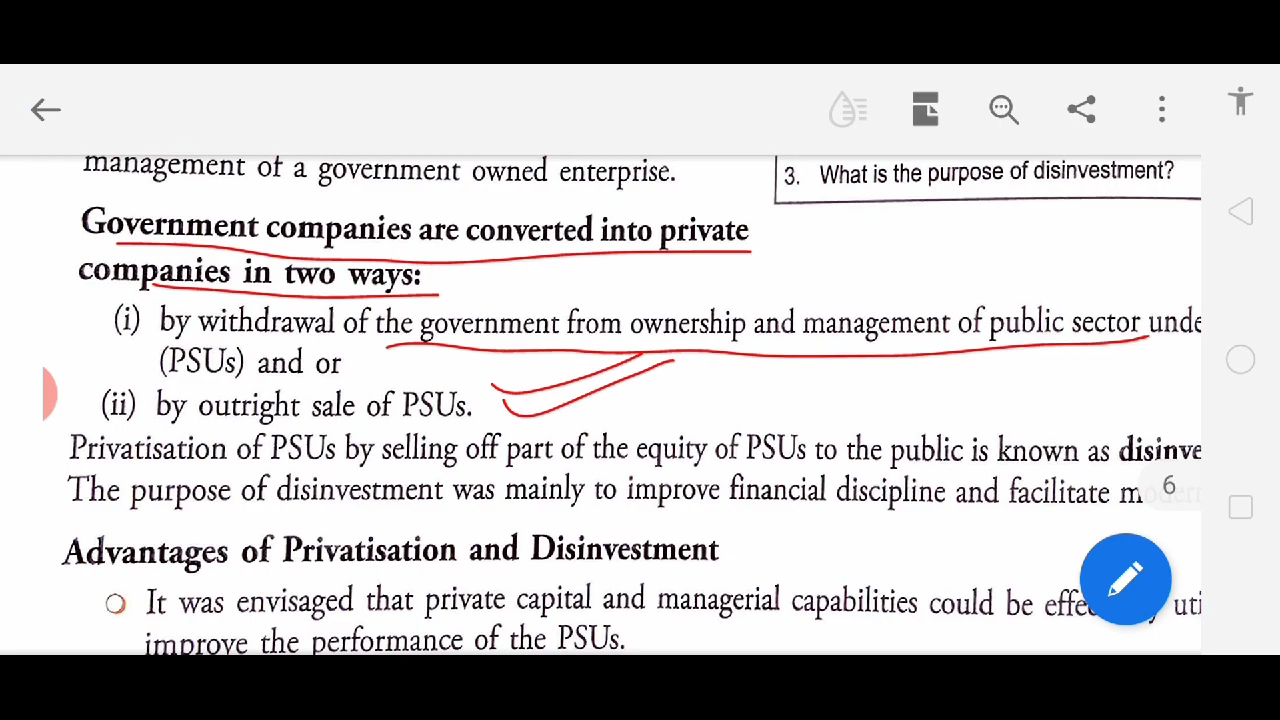 management of a government owned enterprise.
3. What is the purpose of disinvestment?
Government companies are converted into private
companies in two ways:
(i) by withdrawal of the government from ownership and management of public sector unde
(PSUs) and or
(ii) by outright sale of PSUs.
Privatisation of PSUs by selling off part of the equity of PSUs to the public is known as disinve
The purpose of disinvestment was mainly to improve financial discipline and facilitate modern
6
Advantages of Privatisation and Disinvestment
It was envisaged that private capital and managerial capabilities could be uti
improve the performance of the PSUs.